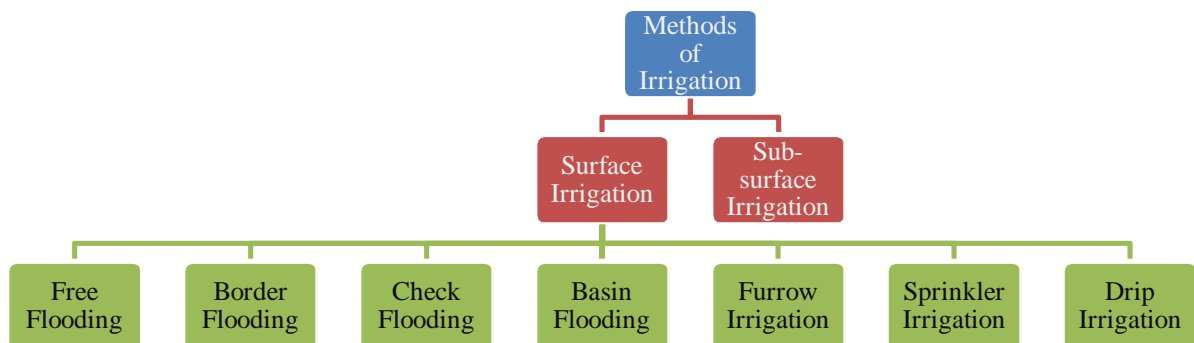 Methods
of
Irrigation
Surface
Irrigation
Sub-
surface
Irrigation
Free
Flooding
Border
Flooding
Check
Flooding
Basin
Flooding
Furrow
Irrigation
Sprinkler
Irrigation
Drip
Irrigation